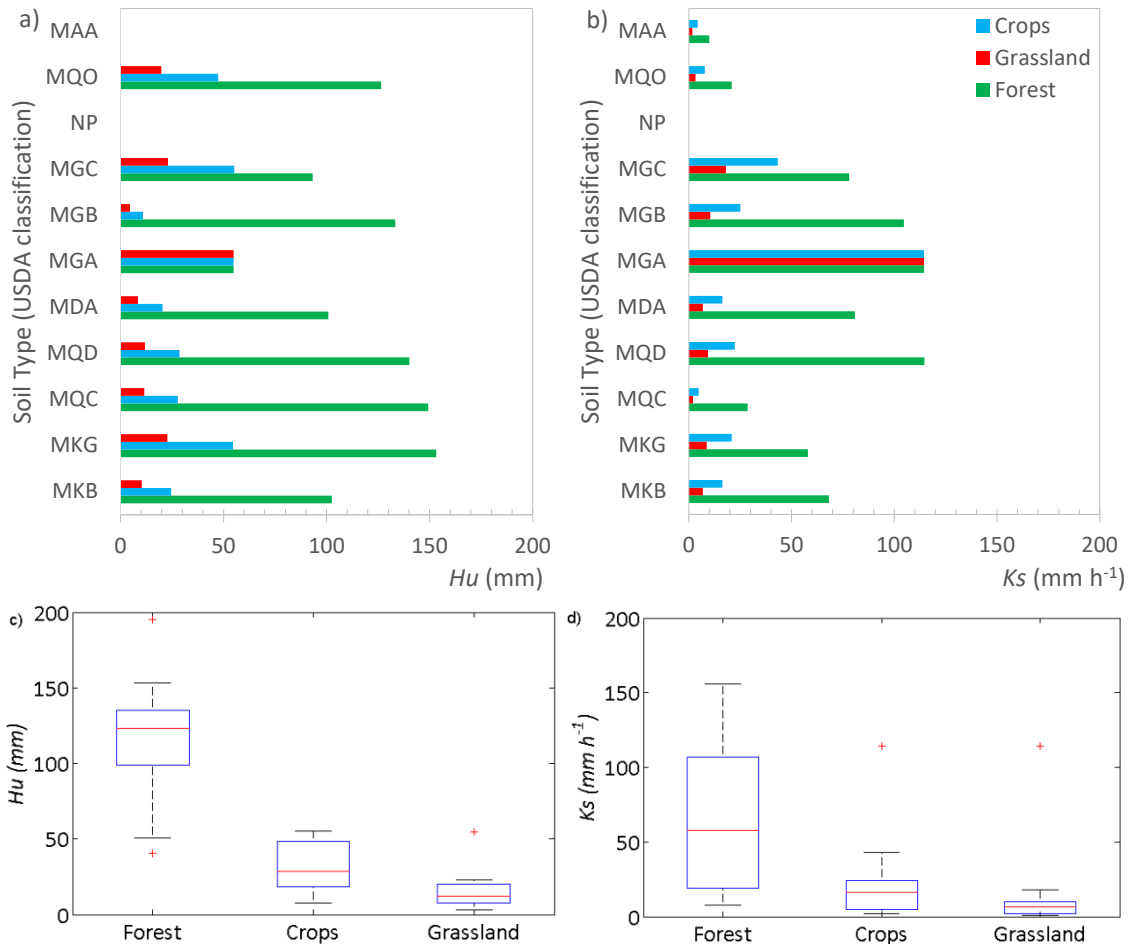 a)
Soil Type (USDA classification)
MAA
MQO
NP
MGC
MGB
MGA
MDA
MQD
MQC
MKG
MKB
0 50 100 150 200
Hu (mm)
b)
Crops
Grassland
Forest
Soil Type (USDA classification)
MAA
MQO
NP
MGC
MGB
MGA
MDA
MQD
MQC
MKG
MKB
0 50 100 150 200
Ks (mm h-1)
c)
Hu (mm)
200
150
100
50
0
Forest Crops Grassland
d)
Ks (mm h-1)
200
150
100
50
0
Forest Crops Grassland